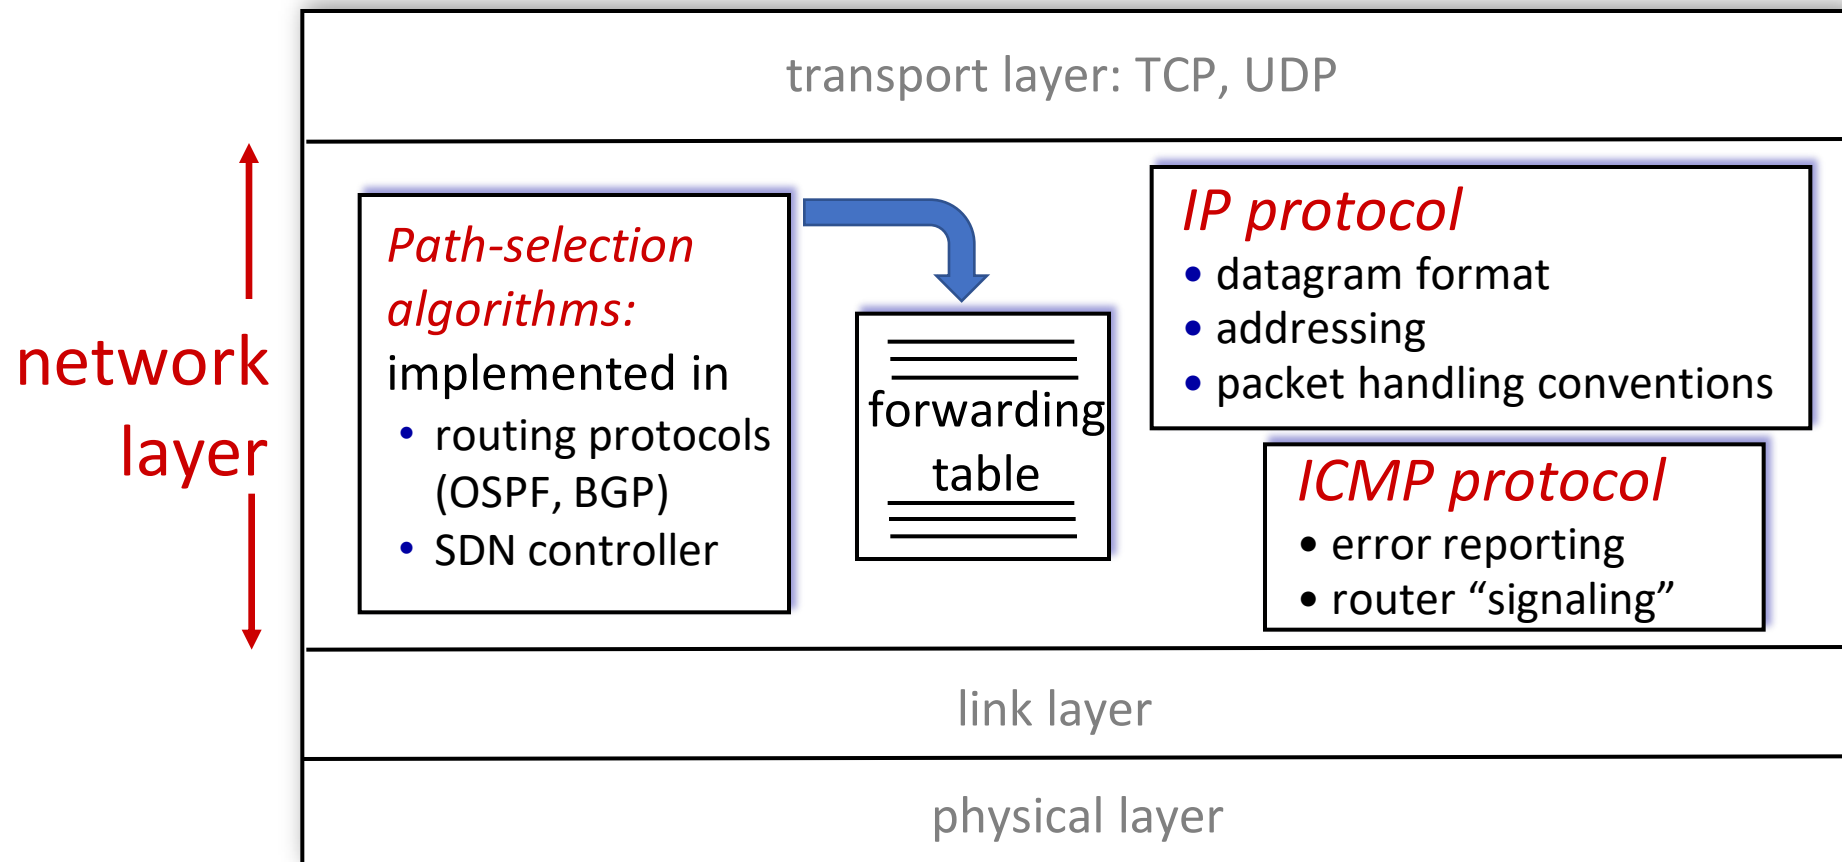 transport layer: TCP, UDP
network
layer
Path-selection
algorithms:
implemented in
• routing protocols
(OSPF, BGP)
• SDN controller
forwarding
table
IP protocol
• datagram format
• addressing
• packet handling conventions
ICMP protocol
• error reporting
• router “signaling”
link layer
physical layer